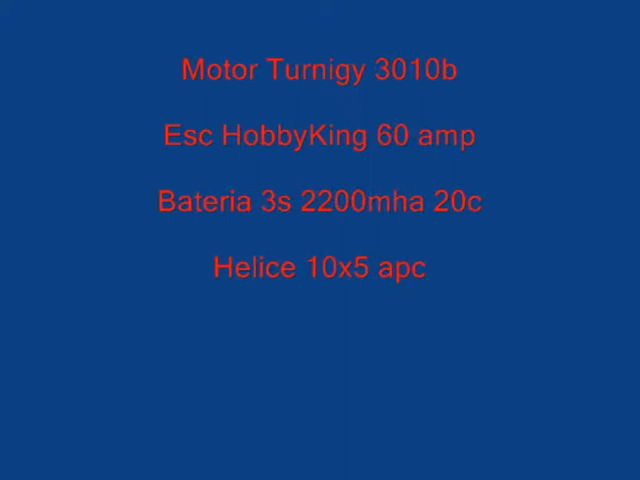 Motor Turnigy 3010b
Esc HobbyKing 60 amp
Bateria 3s 2200mha 20c
Helice 10x5 apc